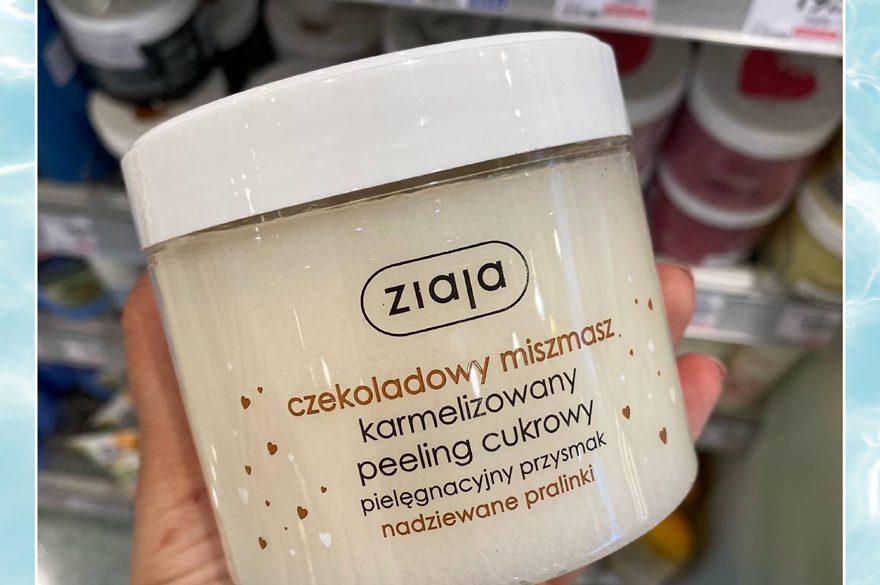 ziaja
czekoladowy miszmasz
karmelizowany
peeling cukrowy
pielęgnacyjny przysmak
nadziewane pralinki